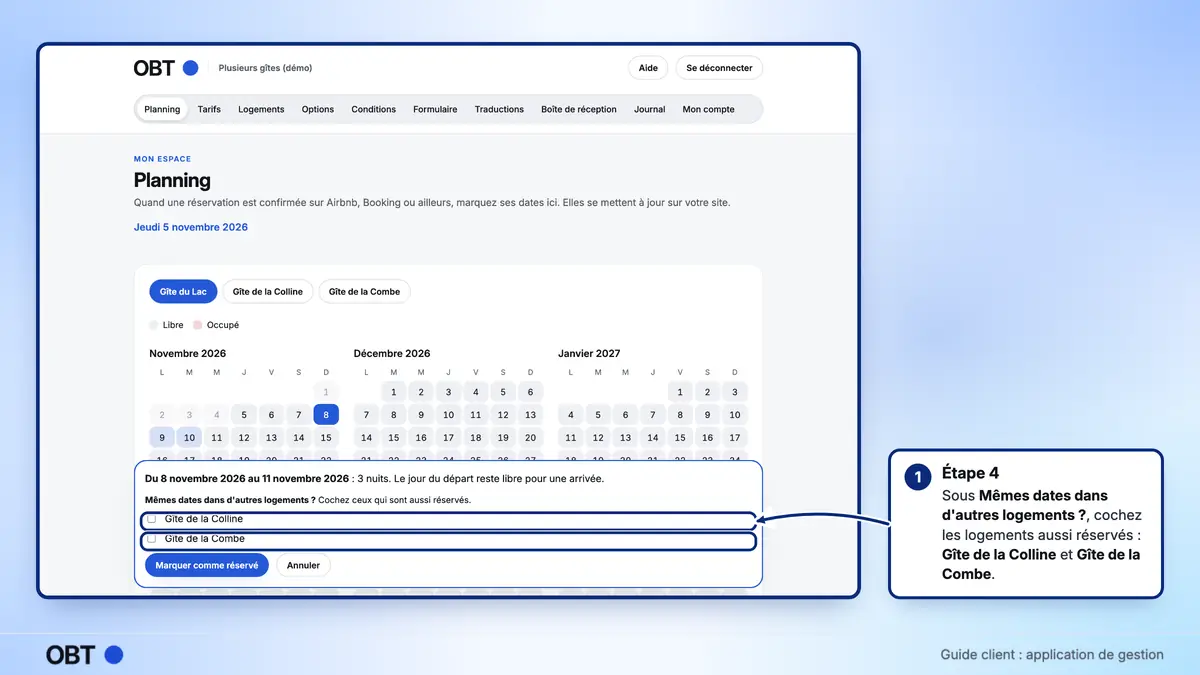 OBT
Plusieurs gîtes (démo)
Aide
Se déconnecter
Planning
Tarifs
Logements
Options
Conditions
Formulaire
Traductions
Boîte de réception
Journal
Mon compte
MON ESPACE
Planning
Quand une réservation est confirmée sur Airbnb, Booking ou ailleurs, marquez ses dates ici. Elles se mettent à jour sur votre site.
Jeudi 5 novembre 2026
Gîte du Lac
Gîte de la Colline
Gîte de la Combe
Libre
Occupé
Novembre 2026
L M M J V S D
1
2 3 4 5 6 7 8
9 10 11 12 13 14 15
Décembre 2026
L M M J V S D
1 2 3 4 5 6
7 8 9 10 11 12 13
14 15 16 17 18 19 20
Janvier 2027
L M M J V S D
1 2 3
4 5 6 7 8 9 10
11 12 13 14 15 16 17
Du 8 novembre 2026 au 11 novembre 2026 : 3 nuits. Le jour du départ reste libre pour une arrivée.
Mêmes dates dans d'autres logements ? Cochez ceux qui sont aussi réservés.
Gîte de la Colline
Gîte de la Combe
Marquer comme réservé
Annuler
1
Étape 4
Sous Mêmes dates dans
d'autres logements ?, cochez
les logements aussi réservés :
Gîte de la Colline et Gîte de la
Combe.
OBT
Guide client : application de gestion